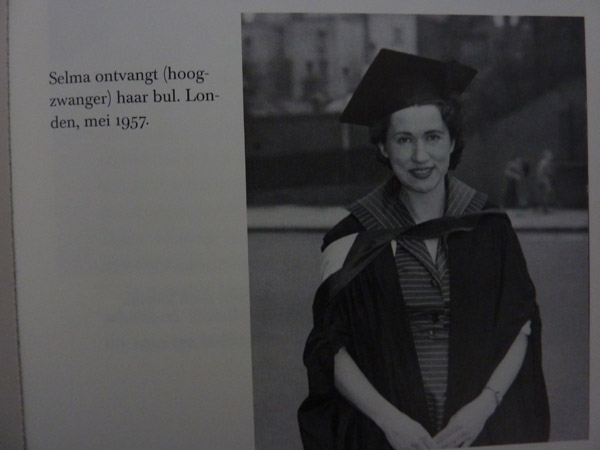 Selma ontvangt (hoog-
zwanger) haar bul. Lon-
den, mei 1957.